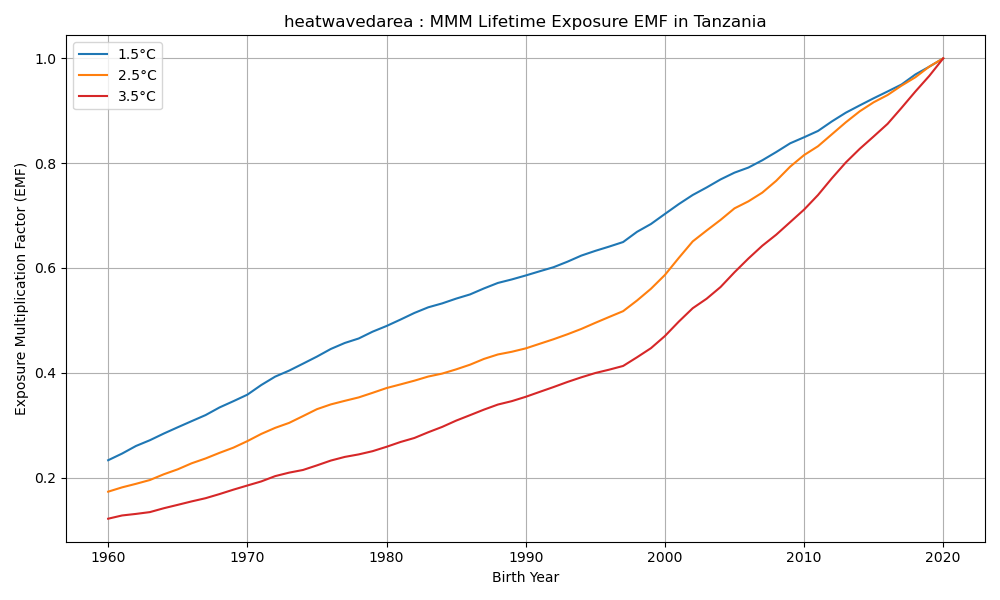 heatwavedarea : MMM Lifetime Exposure EMF in Tanzania
1.5°C
2.5°C
3.5°C
Exposure Multiplication Factor (EMF)
1.0
0.8
0.6
0.4
0.2
1960 1970 1980 1990 2000 2010 2020
Birth Year